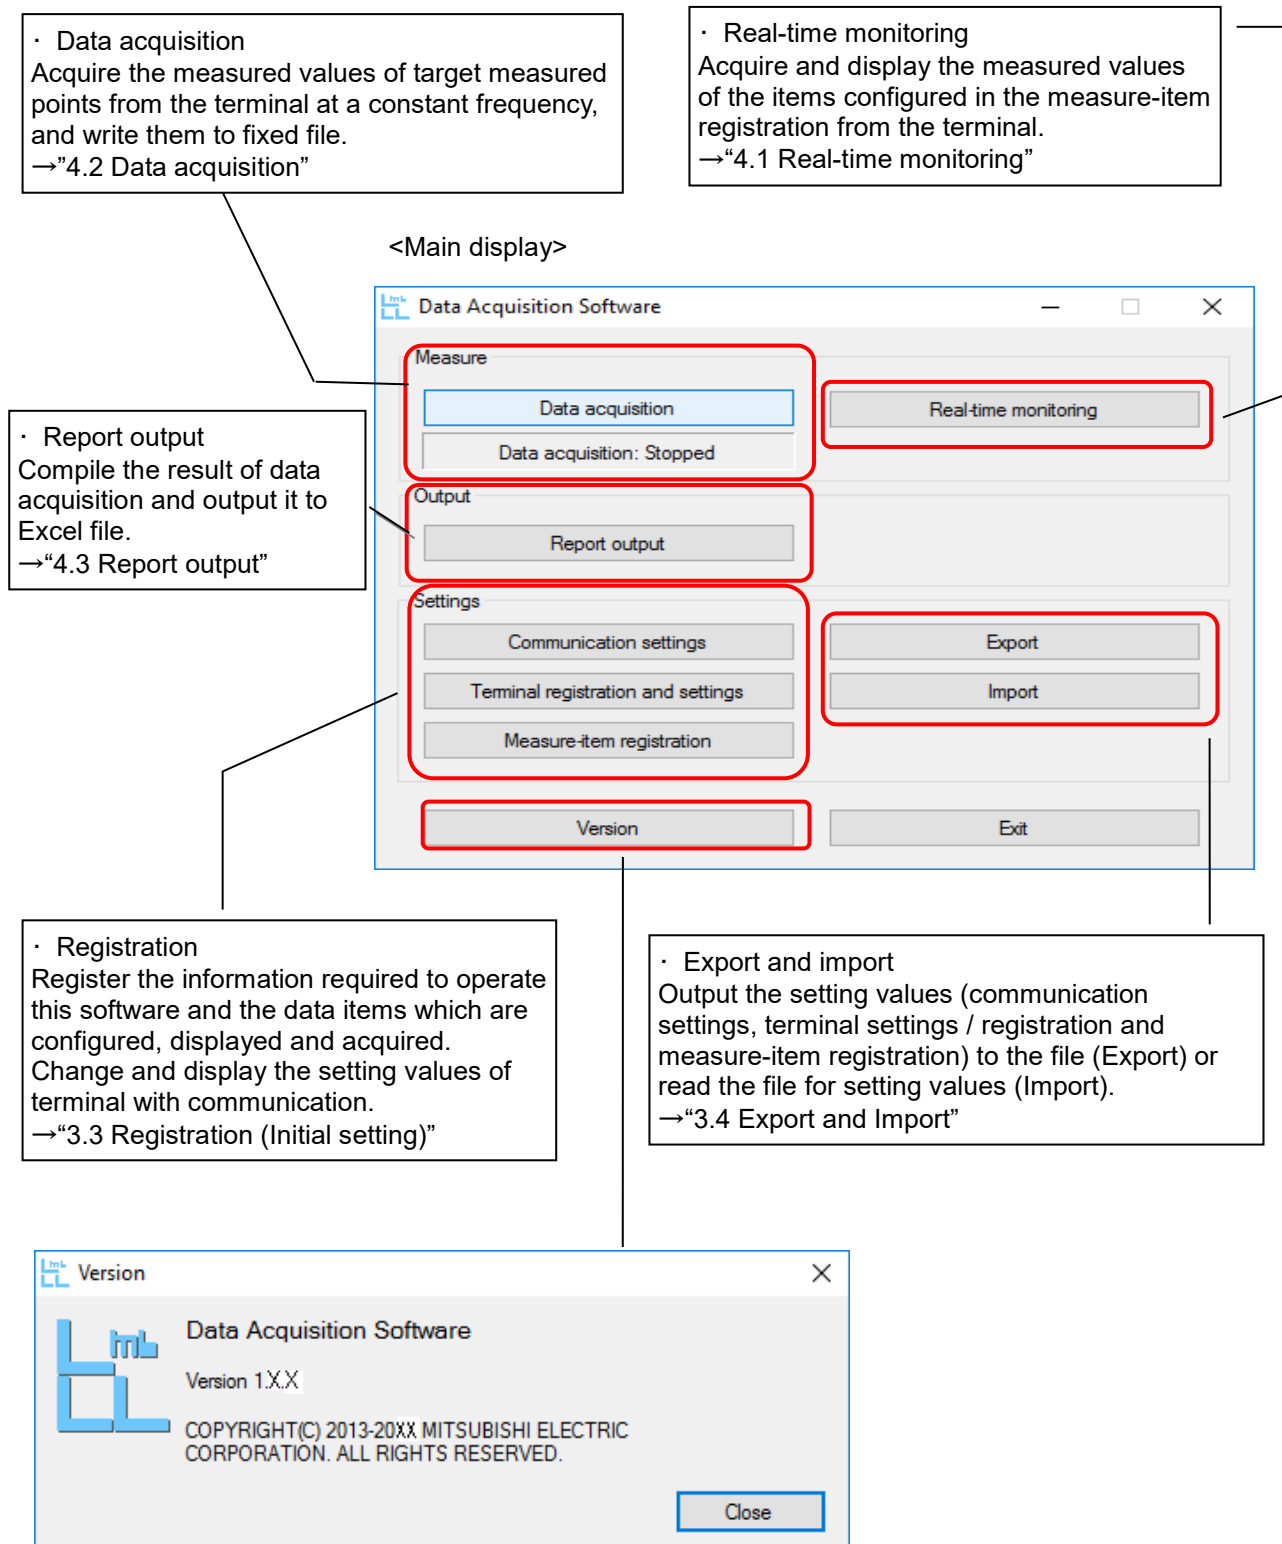 ・ Data acquisition
Acquire the measured values of target measured
points from the terminal at a constant frequency,
and write them to fixed file.
→”4.2 Data acquisition”
・ Real-time monitoring
Acquire and display the measured values
of the items configured in the measure-item
registration from the terminal.
→“4.1 Real-time monitoring”
<Main display>
Data Acquisition Software
Measure
Data acquisition
Real-time monitoring
Data acquisition: Stopped
・ Report output
Compile the result of data
acquisition and output it to
Excel file.
→“4.3 Report output”
Output
Report output
Settings
Communication settings
Export
Terminal registration and settings
Import
Measure-item registration
Version
Exit
・ Registration
Register the information required to operate
this software and the data items which are
configured, displayed and acquired.
Change and display the setting values of
terminal with communication.
→“3.3 Registration (Initial setting)”
・ Export and import
Output the setting values (communication
settings, terminal settings / registration and
measure-item registration) to the file (Export) or
read the file for setting values (Import).
→“3.4 Export and Import”
Version
Data Acquisition Software
Version 1.X.X
COPYRIGHT(C) 2013-20XX MITSUBISHI ELECTRIC
CORPORATION. ALL RIGHTS RESERVED.
Close